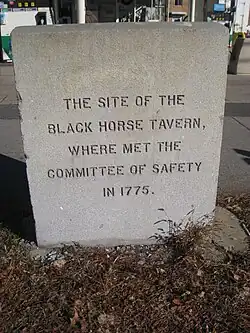 THE SITE OF THE
BLACK HORSE TAVERN,
WHERE MET THE
COMMITTEE OF SAFETY
IN 1775.